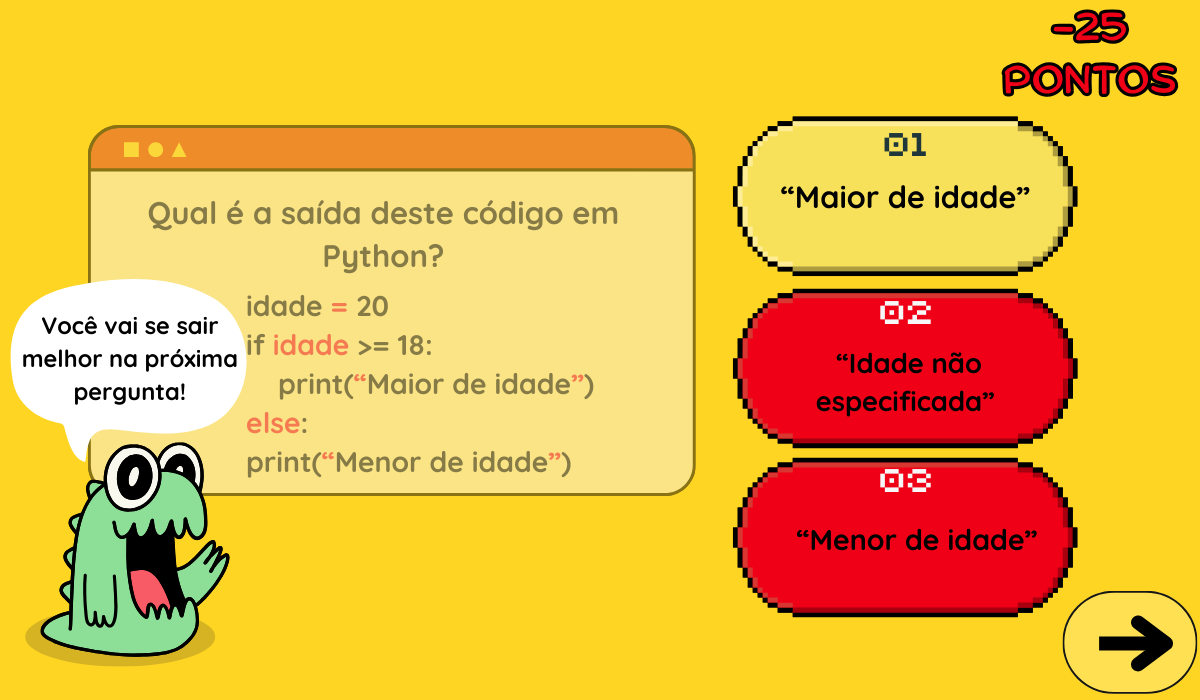 -25
PONTOS
Qual é a saída deste código em
Python?
idade = 20
if idade >= 18:
print(“Maior de idade”)
else:
print(“Menor de idade”)
Você vai se sair
melhor na próxima
pergunta!
01
“Maior de idade”
02
“Idade não
especificada”
03
“Menor de idade”